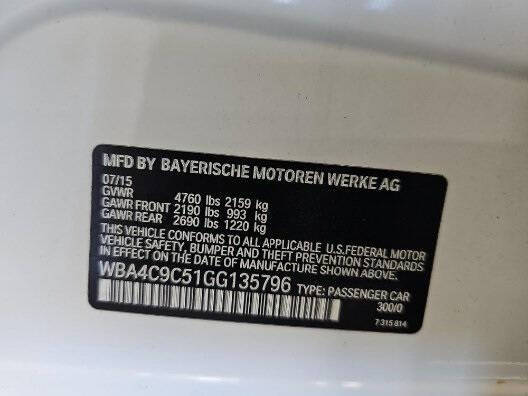 MFD BY BAYERISCHE MOTOREN WERKE AG
07/15
GVWR 4760 lbs 2159 kg
GAWR FRONT 2190 lbs 993 kg
GAWR REAR 2690 lbs 1220 kg
THIS VEHICLE CONFORMS TO ALL APPLICABLE U.S.FEDERAL MOTOR
VEHICLE SAFETY, BUMPER AND THEFT PREVENTION STANDARDS
IN EFFECT ON THE DATE OF MANUFACTURE SHOWN ABOVE.
WBA4C9C51GG135796 TYPE: PASSENGER CAR
300/0
7 315 814